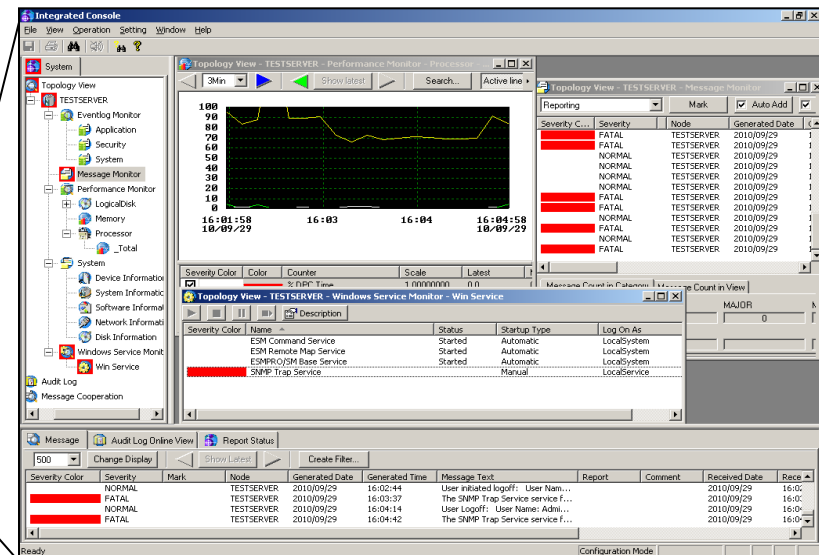 Integrated Console
File View Operation Setting Window Help
System
Topology View
TESTSERVER
Eventlog Monitor
Application
Security
System
Message Monitor
Performance Monitor
LogicalDisk
Memory
Processor
_Total
System
Device Information
System Informatic
Software Informat
Network Informati
Disk Information
Windows Service Monit
Win Service
Audit Log
Message Cooperation
Topology View - TESTSERVER - Performance Monitor - Processor - ...
3Min Show latest Search... Active line
100
90
80
70
60
50
40
30
20
10
0
16:01:58 16:03 16:04 16:04:58
10/09/29 10/09/29
Severity Color Color Counter Scale Latest
% DPC Time 1.00000000 0.0
Topology View - TESTSERVER - Message Monitor
Reporting Mark Auto Add
Severity C... Severity Node Generated Date
FATAL TESTSERVER 2010/09/29
FATAL TESTSERVER 2010/09/29
NORMAL TESTSERVER 2010/09/29
NORMAL TESTSERVER 2010/09/29
NORMAL TESTSERVER 2010/09/29
NORMAL TESTSERVER 2010/09/29
FATAL TESTSERVER 2010/09/29
FATAL TESTSERVER 2010/09/29
NORMAL TESTSERVER 2010/09/29
FATAL TESTSERVER 2010/09/29
NORMAL TESTSERVER 2010/09/29
FATAL TESTSERVER 2010/09/29
Message Count in Category Message Count in View
MAJOR
0
Topology View - TESTSERVER - Windows Service Monitor - Win Service
Description
Severity Color Name Status Startup Type Log On As
ESM Command Service Started Automatic LocalSystem
ESM Remote Map Service Started Automatic LocalSystem
ESMPRO/SM Base Service Started Automatic LocalSystem
SNMP Trap Service Manual LocalService
Message Audit Log Online View Report Status
500 Change Display Show Latest Create Filter...
Severity Color Severity Mark Node Generated Date Generated Time Message Text Report Comment Received Date Rece
NORMAL TESTSERVER 2010/09/29 16:02:44 User initiated logoff: User Nam... 2010/09/29 16:02
FATAL TESTSERVER 2010/09/29 16:03:37 The SNMP Trap Service service f... 2010/09/29 16:0
NORMAL TESTSERVER 2010/09/29 16:04:14 User Logoff: User Name: Admi... 2010/09/29 16:0
FATAL TESTSERVER 2010/09/29 16:04:42 The SNMP Trap Service service f... 2010/09/29 16:0
Ready Configuration Mode